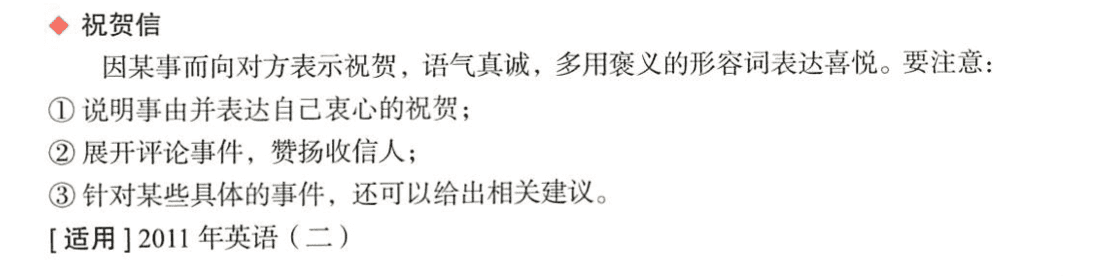 ◆ 祝贺信
因某事而向对方表示祝贺，语气真诚，多用褒义的形容词表达喜悦。要注意：
① 说明事由并表达自己衷心的祝贺；
② 展开评论事件，赞扬收信人；
③ 针对某些具体的事件，还可以给出相关建议。
[ 适用 ] 2011 年英语（二）